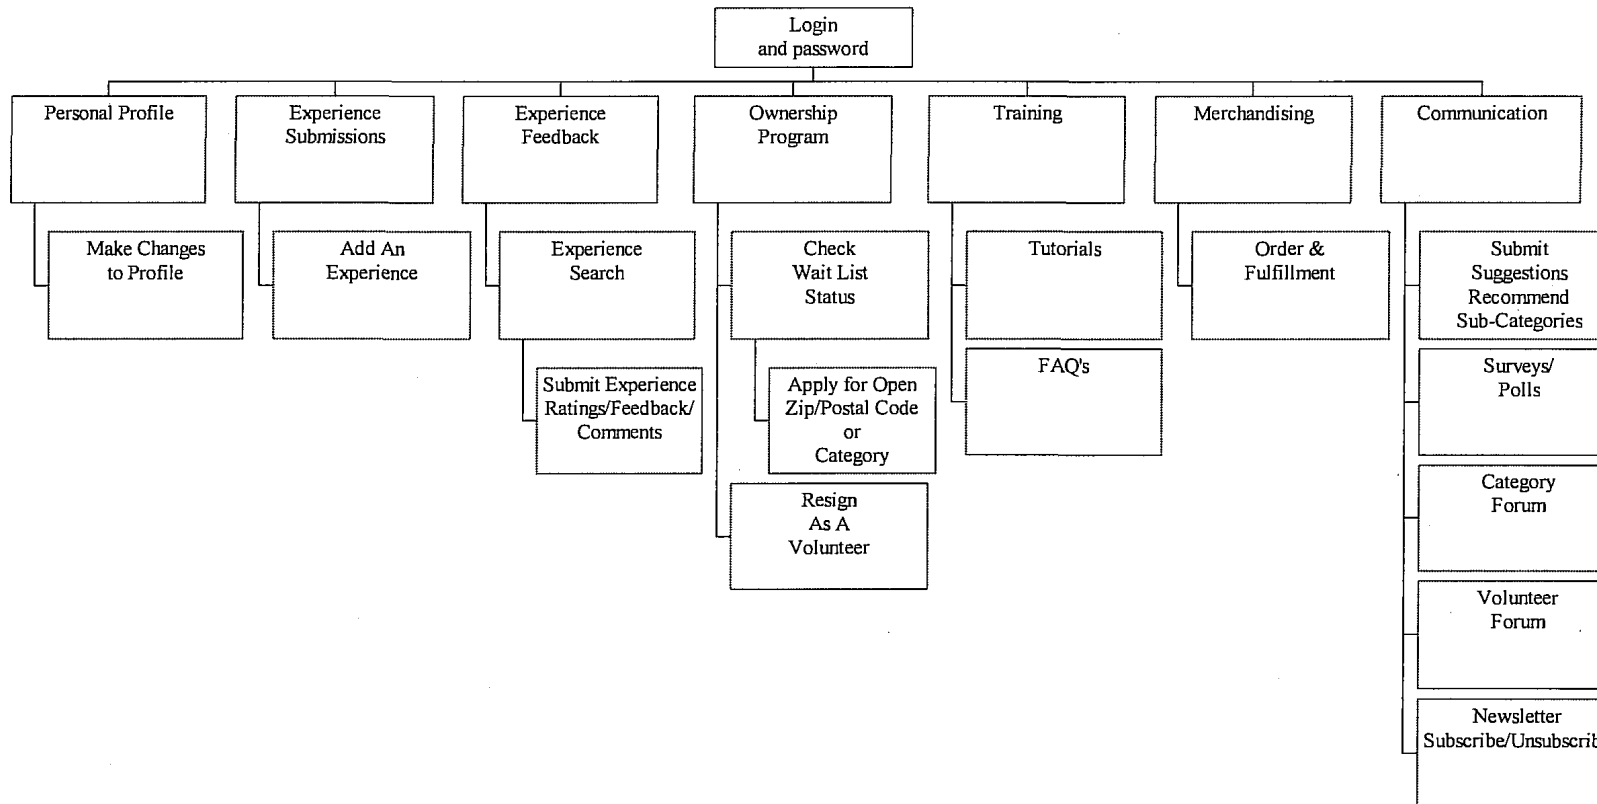 Login
and password
Personal Profile
Experience
Submissions
Experience
Feedback
Ownership
Program
Training
Merchandising
Communication
Make Changes
to Profile
Add An
Experience
Experience
Search
Check
Wait List
Status
Tutorials
Order &
Fulfillment
Submit
Suggestions
Recommend
Sub-Categories
Submit Experience
Ratings/Feedback/
Comments
Apply for Open
Zip/Postal Code
or
Category
FAQ's
Surveys/
Polls
Resign
As A
Volunteer
Category
Forum
Volunteer
Forum
Newsletter
Subscribe/Unsubscrib